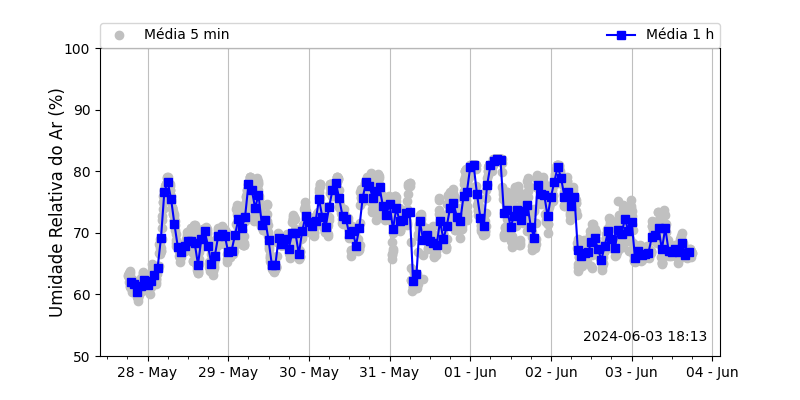 Média 5 min
Média 1 h
Umidade Relativa do Ar (%)
100
90
80
70
60
50
2024-06-03 18:13
28 - May
29 - May
30 - May
31 - May
01 - Jun
02 - Jun
03 - Jun
04 - Jun